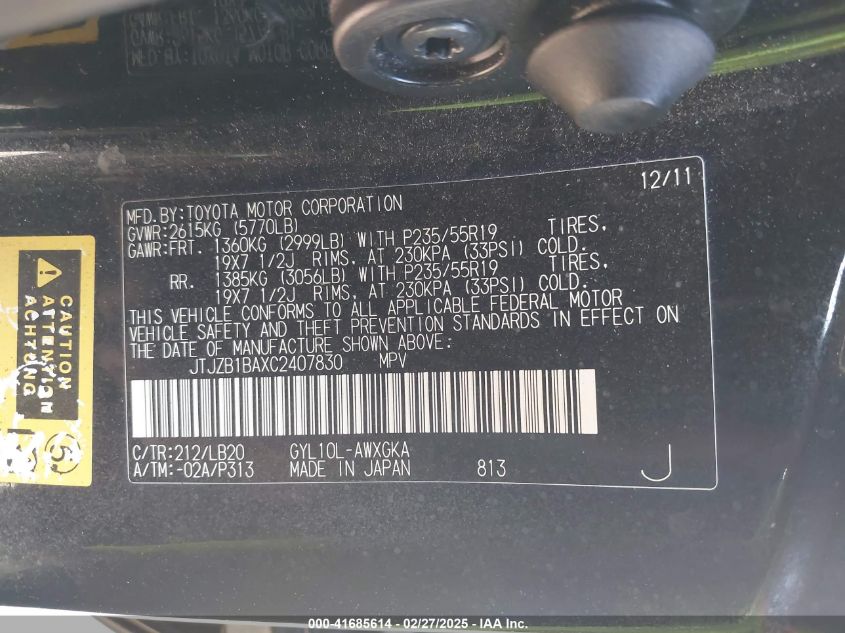 12/11
MFD.BY:TOYOTA MOTOR CORPORATION
GVWR:2615KG (5770LB)
GAWR:FRT. 1360KG (2999LB) WITH P235/55R19 TIRES,
19X7 1/2J RIMS, AT 230KPA (33PSI) COLD.
RR. 1385KG (3056LB) WITH P235/55R19 TIRES,
19X7 1/2J RIMS, AT 230KPA (33PSI) COLD.
THIS VEHICLE CONFORMS TO ALL APPLICABLE FEDERAL MOTOR
VEHICLE SAFETY AND THEFT PREVENTION STANDARDS IN EFFECT ON
THE DATE OF MANUFACTURE SHOWN ABOVE:
JTJZB1BAXC2407830 MPV
C/TR:212/LB20 GYL10L-AWXGKA
A/TM:-02A/P313 MADE IN JAPAN 813 J
CAUTION
ATTENTION
ACHTUNG
000-41685614 - 02/27/2025 - IAA Inc.